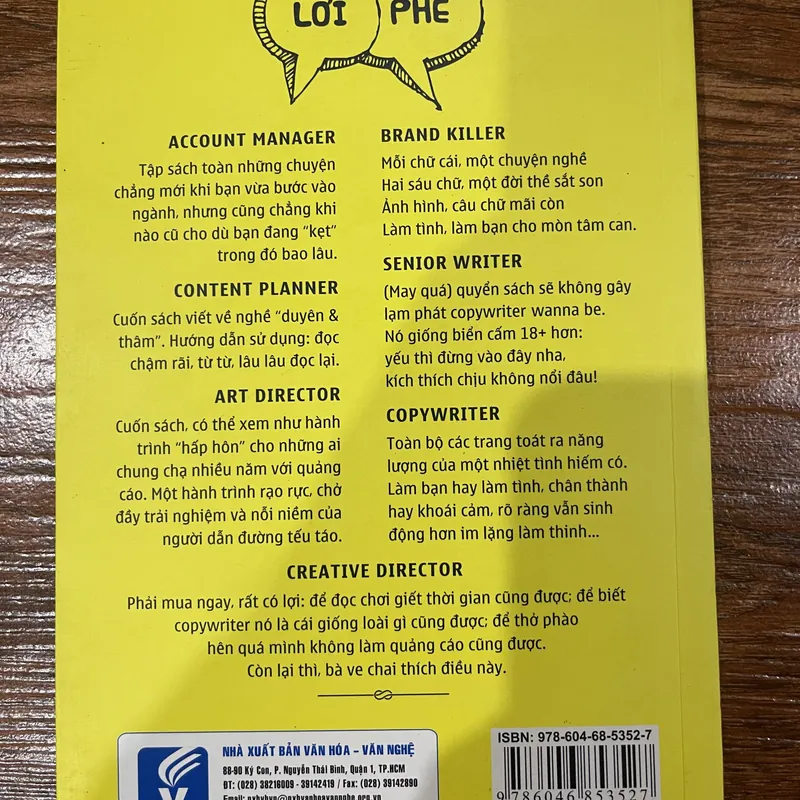 LỜI PHÊ
ACCOUNT MANAGER
Tập sách toàn những chuyện
chẳng mới khi bạn vừa bước vào
ngành, nhưng cũng chẳng khi
nào cũ cho dù bạn đang “kẹt”
trong đó bao lâu.
CONTENT PLANNER
Cuốn sách viết về nghề “duyên &
thâm”. Hướng dẫn sử dụng: đọc
chậm rãi, từ từ, lâu lâu đọc lại.
ART DIRECTOR
Cuốn sách, có thể xem như hành
trình “hấp hôn” cho những ai
chung chạ nhiều năm với quảng
cáo. Một hành trình rạo rực, chở
đầy trải nghiệm và nỗi niềm của
người dẫn đường tếu táo.
BRAND KILLER
Mỗi chữ cái, một chuyện nghề
Hai sáu chữ, một đời thề sắt son
Ảnh hình, câu chữ mãi còn
Làm tình, làm bạn cho mòn tâm can.
SENIOR WRITER
(May quá) quyển sách sẽ không gây
lạm phát copywriter wanna be.
Nó giống biển cấm 18+ hơn:
yếu thì đừng vào đây nha,
kích thích chịu không nổi đâu!
COPYWRITER
Toàn bộ các trang toát ra năng
lượng của một nhiệt tình hiếm có.
Làm bạn hay làm tình, chân thành
hay khoái cảm, rõ ràng vẫn sinh
động hơn im lặng làm thinh...
CREATIVE DIRECTOR
Phải mua ngay, rất có lợi: để đọc chơi giết thời gian cũng được; để biết
copywriter nó là cái giống loài gì cũng được; để thở phào
hên quá mình không làm quảng cáo cũng được.
Còn lại thì, bà ve chai thích điều này.
NHÀ XUẤT BẢN VĂN HÓA – VĂN NGHỆ
88-90 Ký Con, P. Nguyễn Thái Bình, Quận 1, TP.HCM
ĐT: (028) 38216009 - 39142419 / Fax: (028) 39142890
ISBN: 978-604-68-5352-7
9 786046 853527